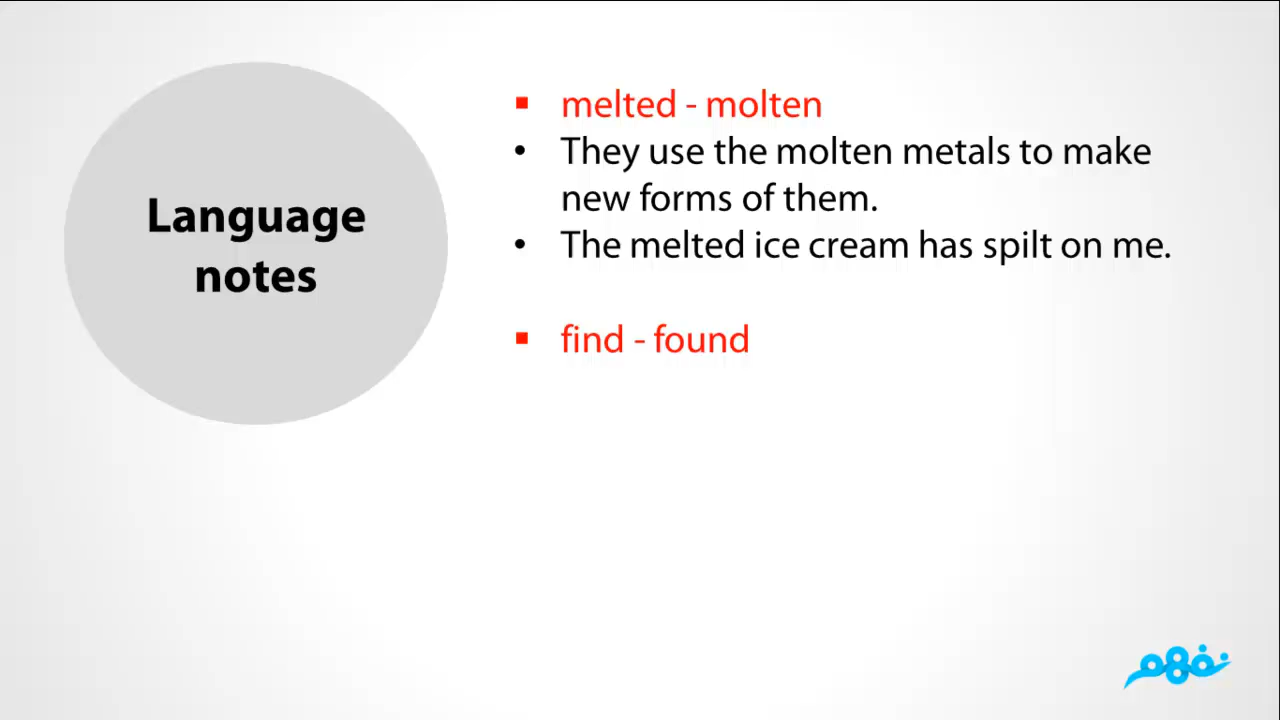 Language
notes
▪ melted - molten
• They use the molten metals to make
new forms of them.
• The melted ice cream has spilt on me.
▪ find - found
نفهم